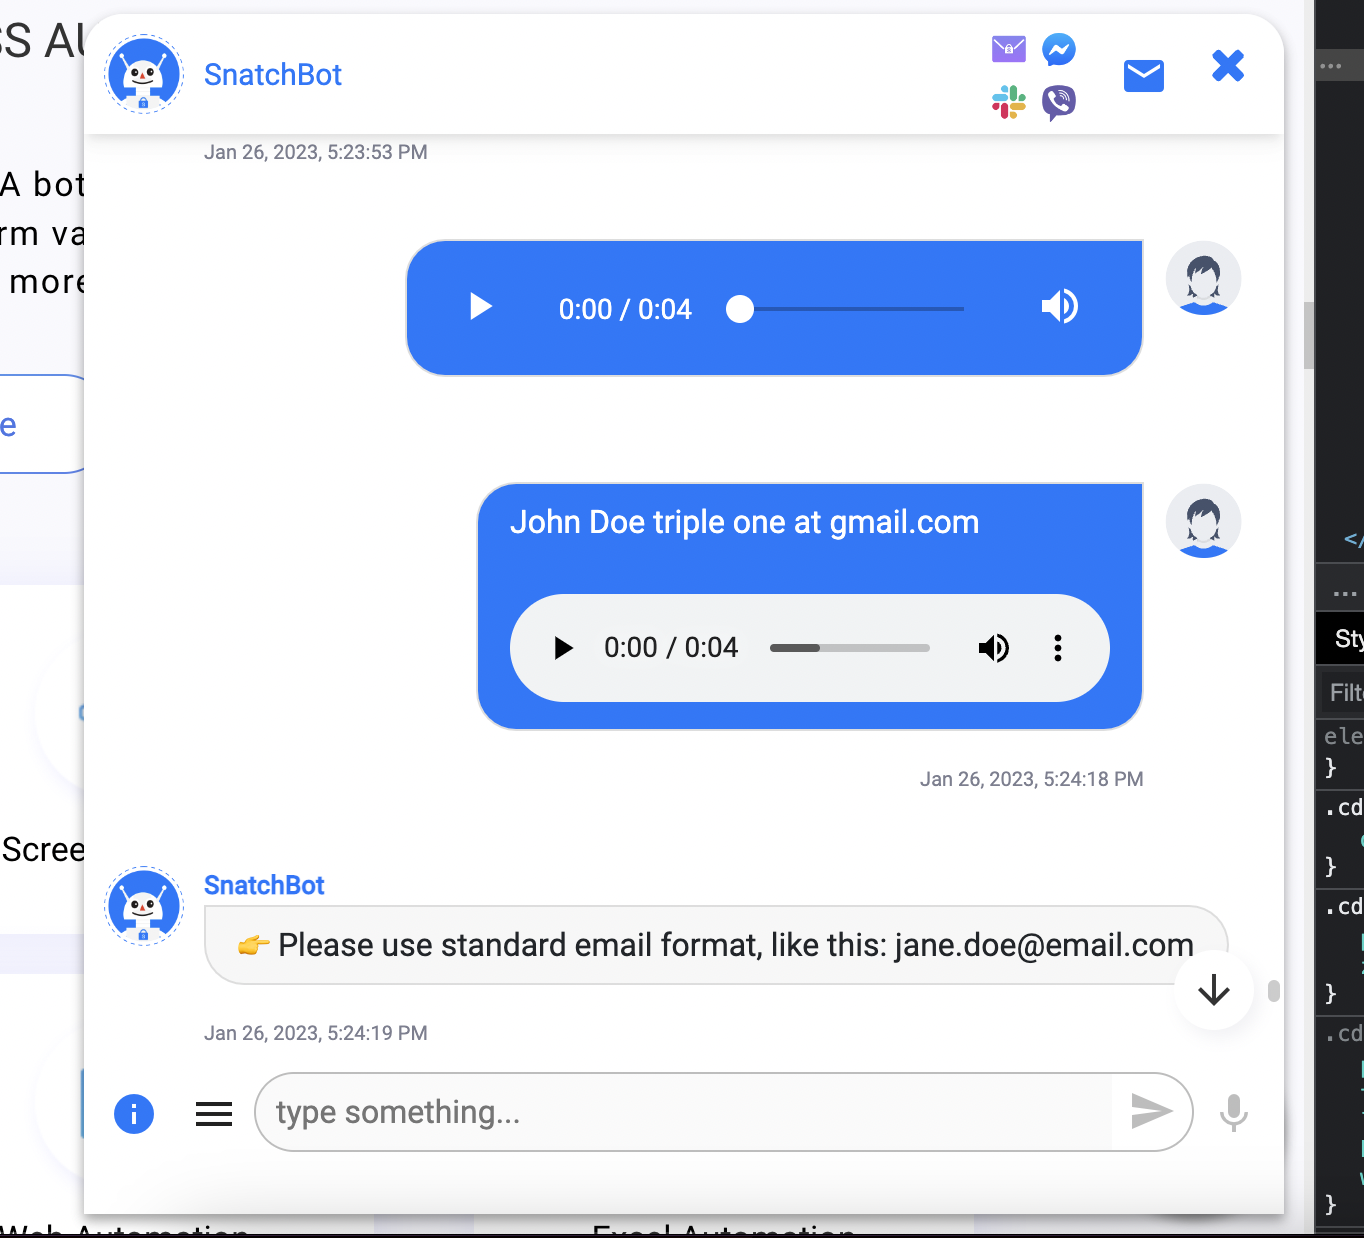 SnatchBot
Jan 26, 2023, 5:23:53 PM
A bot
rm va
more
e
0:00 / 0:04
John Doe triple one at gmail.com
0:00 / 0:04
Jan 26, 2023, 5:24:18 PM
Scree
SnatchBot
👉 Please use standard email format, like this: jane.doe@email.com
Jan 26, 2023, 5:24:19 PM
type something...
Web Automation
Excel Automation
...
</
...
Sty
Filt
ele
}
.cd
}
.cd
}
.cd
}